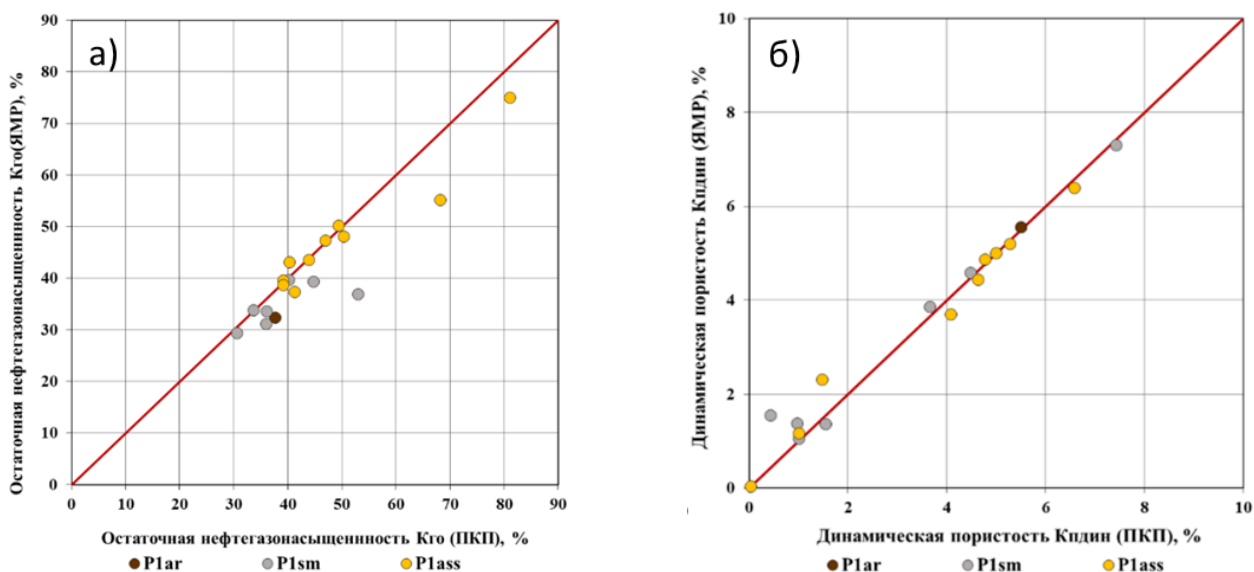 а)
Остаточная нефтегазонасыщеннность Кго(ЯМР), %
90
80
70
60
50
40
30
20
10
0
0 10 20 30 40 50 60 70 80 90
Остаточная нефтегазонасыщеннность Кго (ПКП), %
P1ar P1sm P1ass
б)
Динамическая пористость Кпдин (ЯМР), %
10
8
6
4
2
0
0 2 4 6 8 10
Динамическая пористость Кпдин (ПКП), %
P1ar P1sm P1ass